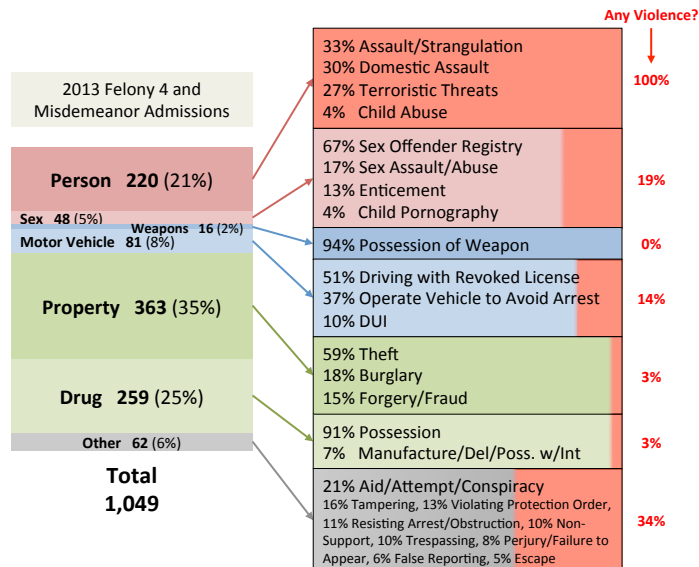 Any Violence?
2013 Felony 4 and
Misdemeanor Admissions
Person 220 (21%)
Sex 48 (5%)
Weapons 16 (2%)
Motor Vehicle 81 (8%)
Property 363 (35%)
Drug 259 (25%)
Other 62 (6%)
Total
1,049
33% Assault/Strangulation
30% Domestic Assault
27% Terroristic Threats
4% Child Abuse
100%
67% Sex Offender Registry
17% Sex Assault/Abuse
13% Enticement
4% Child Pornography
19%
94% Possession of Weapon
0%
51% Driving with Revoked License
37% Operate Vehicle to Avoid Arrest
10% DUI
14%
59% Theft
18% Burglary
15% Forgery/Fraud
3%
91% Possession
7% Manufacture/Del/Poss. w/Int
3%
21% Aid/Attempt/Conspiracy
16% Tampering, 13% Violating Protection Order,
11% Resisting Arrest/Obstruction, 10% Non-
Support, 10% Trespassing, 8% Perjury/Failure to
Appear, 6% False Reporting, 5% Escape
34%